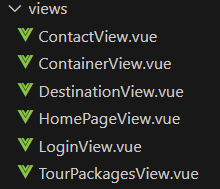 views
ContactView.vue
ContainerView.vue
DestinationView.vue
HomePageView.vue
LoginView.vue
TourPackagesView.vue